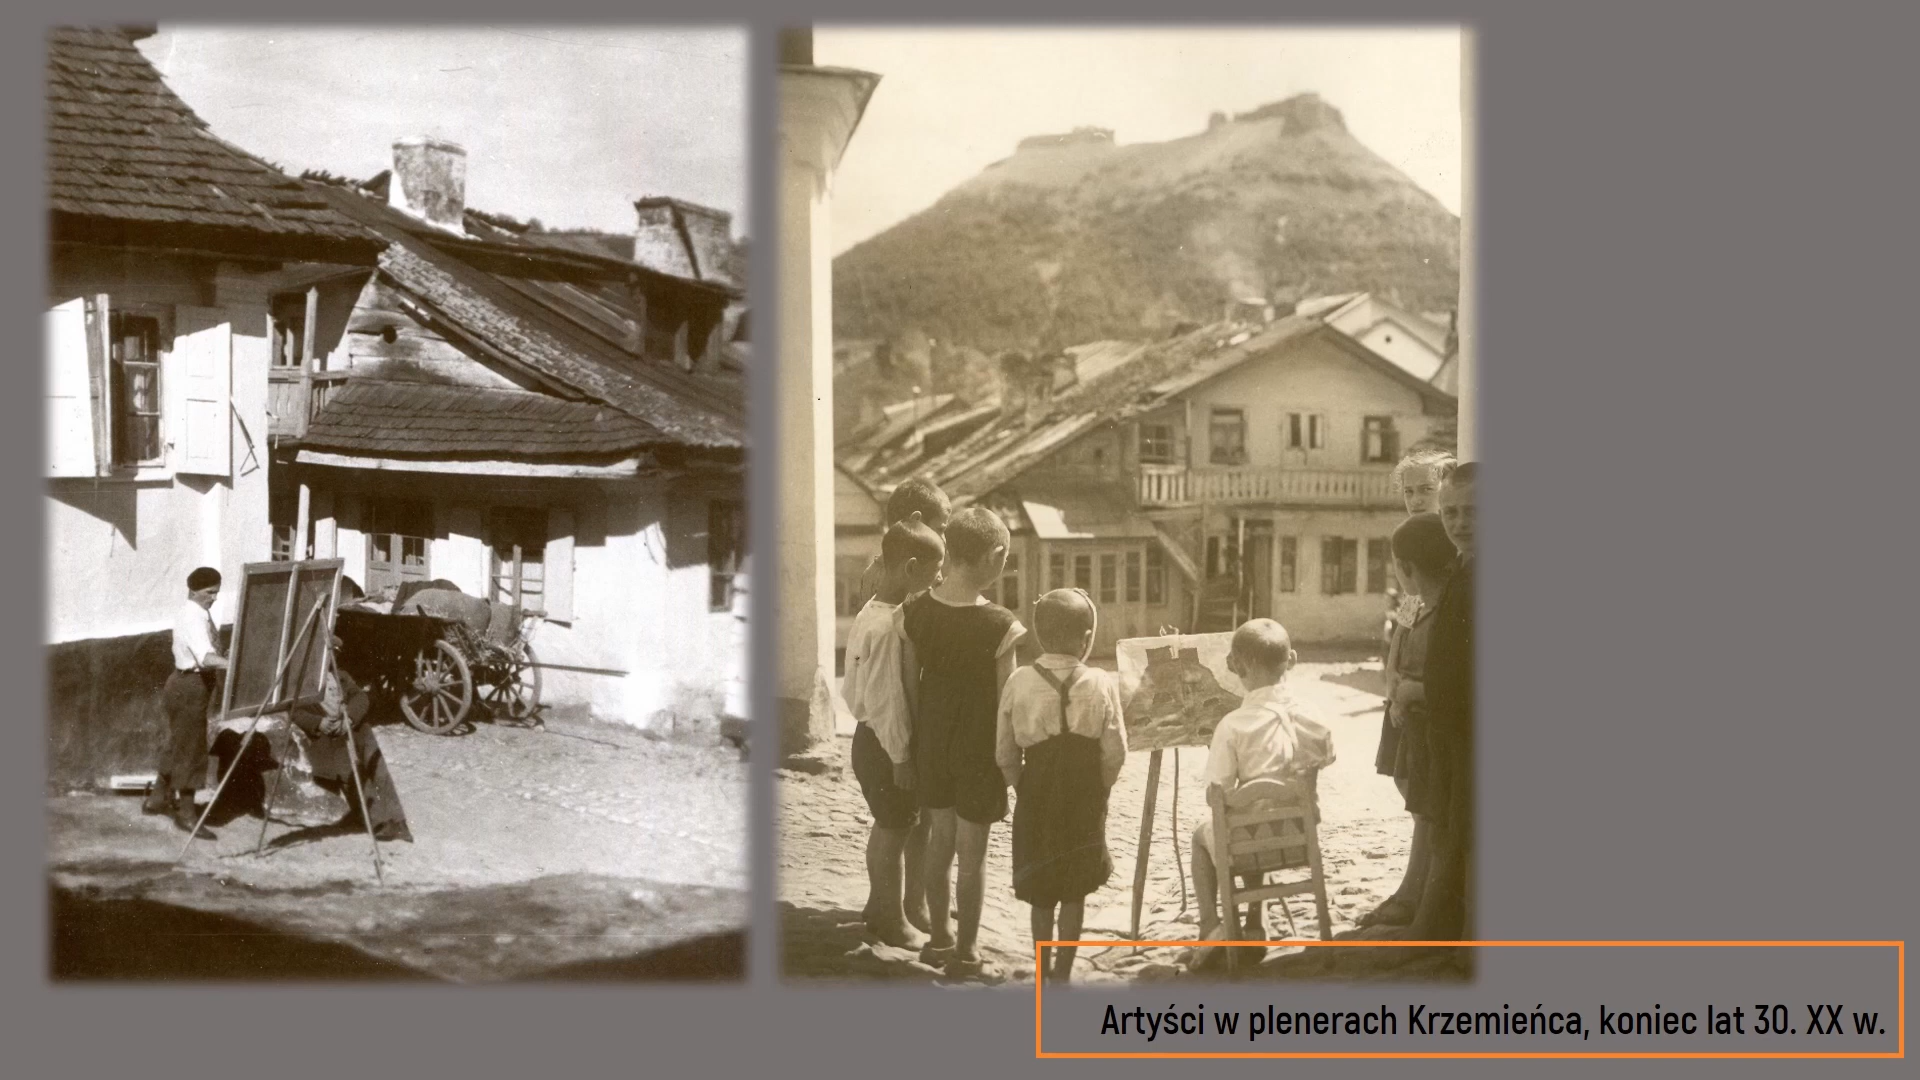 Artyści w plenerach Krzemieńca, koniec lat 30. XX w.